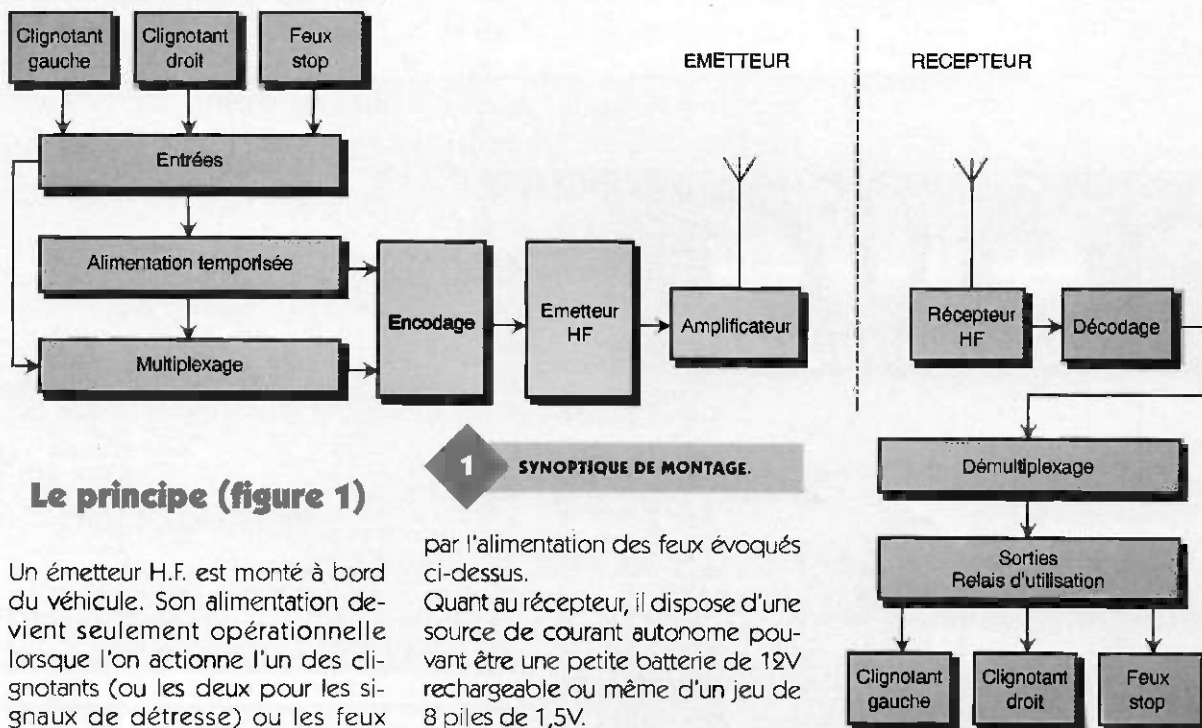 Clignotant
gauche
Clignotant
droit
Feux
stop
Entrées
Alimentation temporisée
Multiplexage
Encodage
Emetteur
HF
Amplificateur
EMETTEUR
RECEPTEUR
Récepteur
HF
Décodage
Démultiplexage
Sorties
Relais d'utilisation
Clignotant
gauche
Clignotant
droit
Feux
stop
1 SYNOPTIQUE DE MONTAGE.
Le principe (figure 1)
Un émetteur H.F. est monté à bord
du véhicule. Son alimentation de-
vient seulement opérationnelle
lorsque l'on actionne l'un des cli-
gnotants (ou les deux pour les si-
gnaux de détresse) ou les feux
par l'alimentation des feux évoqués
ci-dessus.
Quant au récepteur, il dispose d'une
source de courant autonome pou-
vant être une petite batterie de 12V
rechargeable ou même d'un jeu de
8 piles de 1,5V.